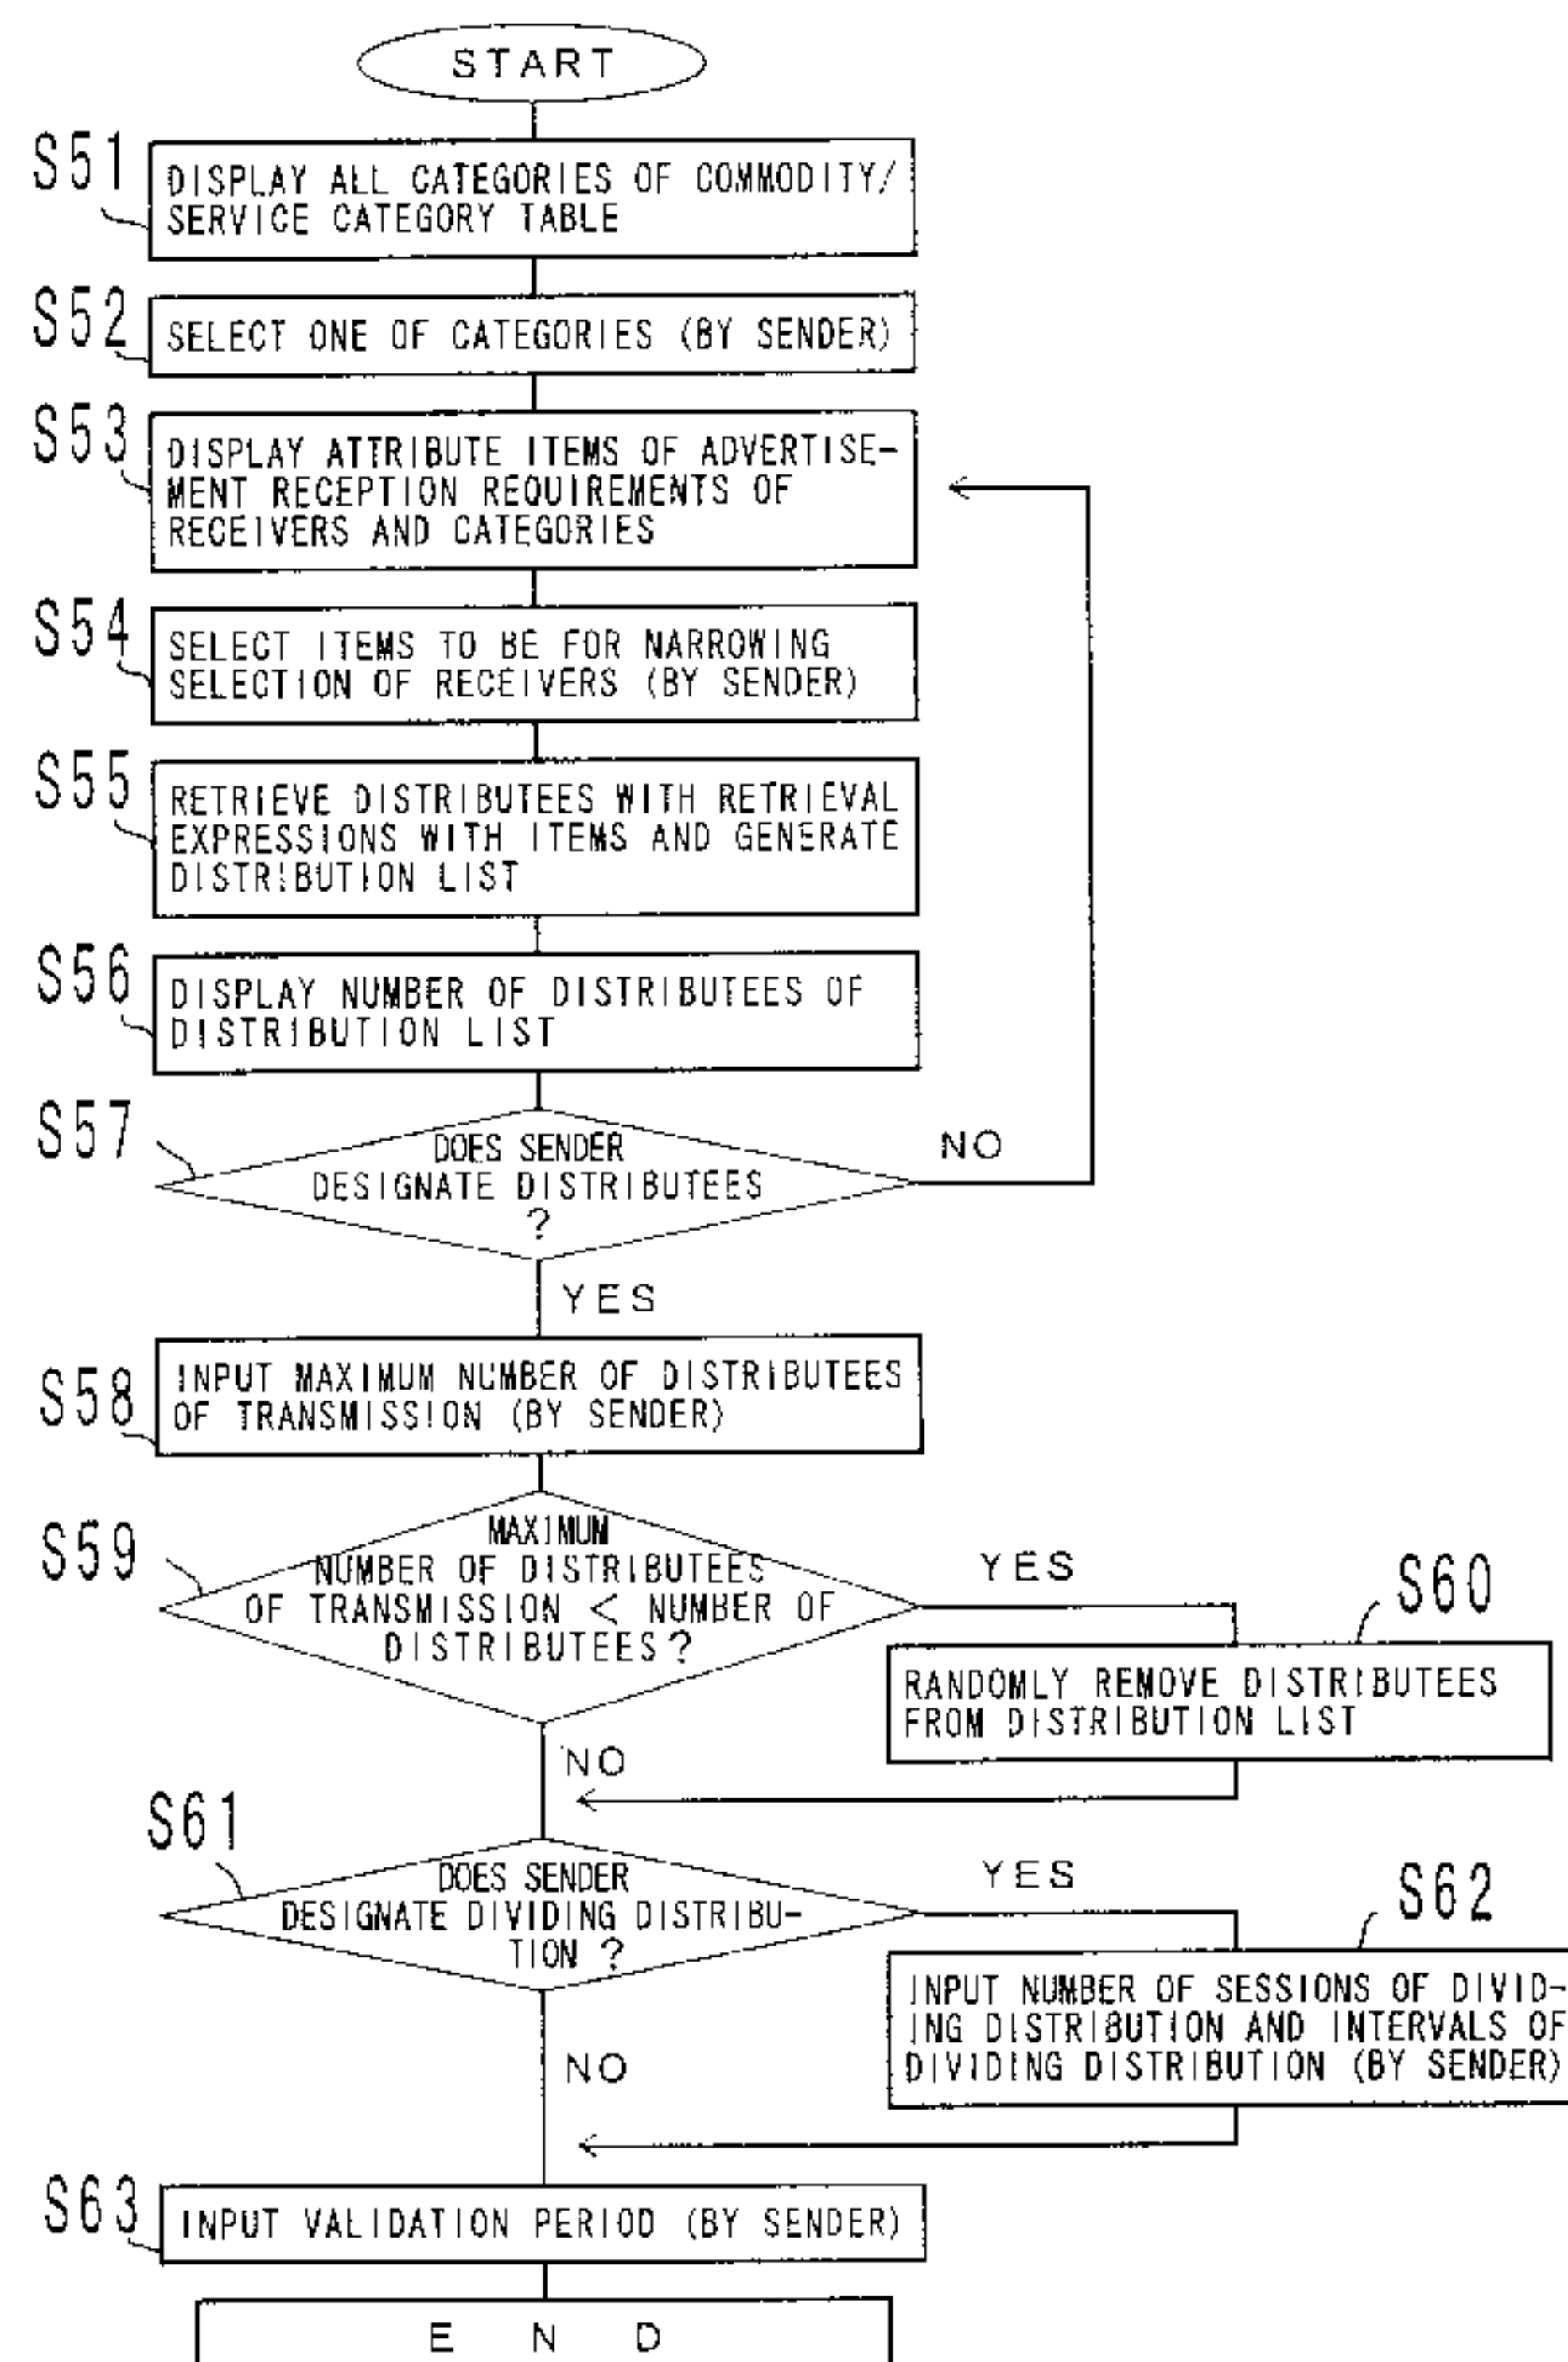 START
S51
DISPLAY ALL CATEGORIES OF COMMODITY/
SERVICE CATEGORY TABLE
S52
SELECT ONE OF CATEGORIES (BY SENDER)
S53
DISPLAY ATTRIBUTE ITEMS OF ADVERTISE-
MENT RECEPTION REQUIREMENTS OF
RECEIVERS AND CATEGORIES
S54
SELECT ITEMS TO BE FOR NARROWING
SELECTION OF RECEIVERS (BY SENDER)
S55
RETRIEVE DISTRIBUTEES WITH RETRIEVAL
EXPRESSIONS WITH ITEMS AND GENERATE
DISTRIBUTION LIST
S56
DISPLAY NUMBER OF DISTRIBUTEES OF
DISTRIBUTION LIST
S57
DOES SENDER
DESIGNATE DISTRIBUTEES
?
NO
YES
S58
INPUT MAXIMUM NUMBER OF DISTRIBUTEES
OF TRANSMISSION (BY SENDER)
S59
MAXIMUM
NUMBER OF DISTRIBUTEES
OF TRANSMISSION < NUMBER OF
DISTRIBUTEES?
YES
S60
RANDOMLY REMOVE DISTRIBUTEES
FROM DISTRIBUTION LIST
NO
S61
DOES SENDER
DESIGNATE DIVIDING DISTRIBU-
TION ?
YES
S62
INPUT NUMBER OF SESSIONS OF DIVID-
ING DISTRIBUTION AND INTERVALS OF
DIVIDING DISTRIBUTION (BY SENDER)
NO
S63
INPUT VALIDATION PERIOD (BY SENDER)
E N D